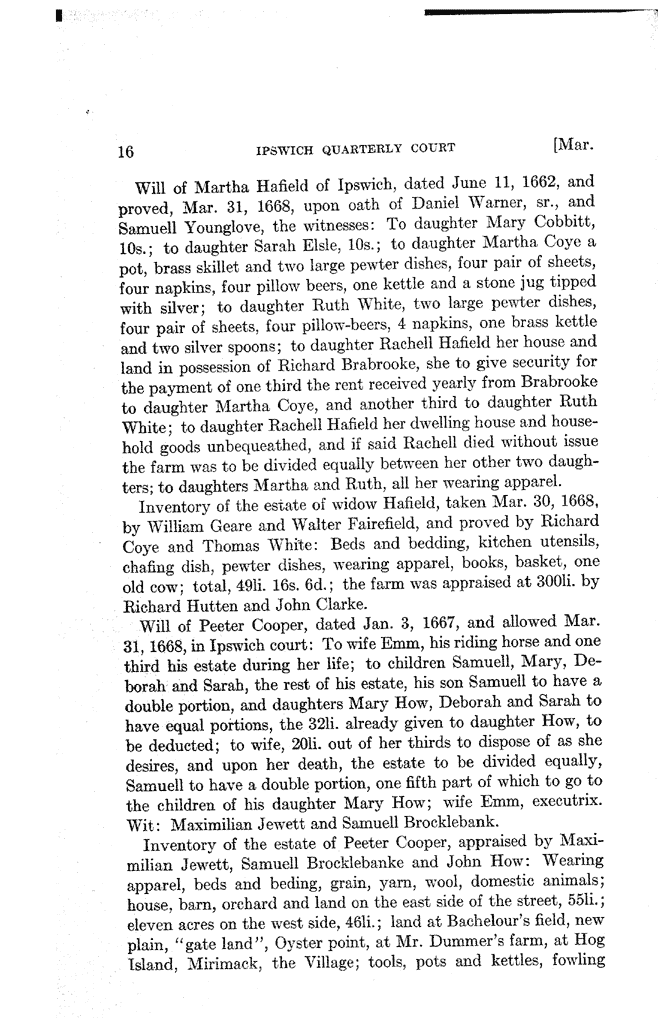 16 IPSWICH QUARTERLY COURT [Mar.
Will of Martha Hafield of Ipswich, dated June 11, 1662, and
proved, Mar. 31, 1668, upon oath of Daniel Warner, sr., and
Samuell Younglove, the witnesses: To daughter Mary Cobbitt,
10s.; to daughter Sarah Elsle, 10s.; to daughter Martha Coye a
pot, brass skillet and two large pewter dishes, four pair of sheets,
four napkins, four pillow beers, one kettle and a stone jug tipped
with silver; to daughter Ruth White, two large pewter dishes,
four pair of sheets, four pillow-beers, 4 napkins, one brass kettle
and two silver spoons; to daughter Rachell Hafield her house and
land in possession of Richard Brabrooke, she to give security for
the payment of one third the rent received yearly from Brabrooke
to daughter Martha Coye, and another third to daughter Ruth
White; to daughter Rachell Hafield her dwelling house and house-
hold goods unbequeathed, and if said Rachell died without issue
the farm was to be divided equally between her other two daugh-
ters; to daughters Martha and Ruth, all her wearing apparel.
Inventory of the estate of widow Hafield, taken Mar. 30, 1668,
by William Geare and Walter Fairefield, and proved by Richard
Coye and Thomas White: Beds and bedding, kitchen utensils,
chafing dish, pewter dishes, wearing apparel, books, basket, one
old cow; total, 49li. 16s. 6d.; the farm was appraised at 300li. by
Richard Hutten and John Clarke.
Will of Peeter Cooper, dated Jan. 3, 1667, and allowed Mar.
31, 1668, in Ipswich court: To wife Emm, his riding horse and one
third his estate during her life; to children Samuell, Mary, De-
borah and Sarah, the rest of his estate, his son Samuell to have a
double portion, and daughters Mary How, Deborah and Sarah to
have equal portions, the 32li. already given to daughter How, to
be deducted; to wife, 20li. out of her thirds to dispose of as she
desires, and upon her death, the estate to be divided equally,
Samuell to have a double portion, one fifth part of which to go to
the children of his daughter Mary How; wife Emm, executrix.
Wit: Maximilian Jewett and Samuell Brocklebank.
Inventory of the estate of Peeter Cooper, appraised by Maxi-
milian Jewett, Samuell Brocklebanke and John How: Wearing
apparel, beds and beding, grain, yarn, wool, domestic animals;
house, barn, orchard and land on the east side of the street, 55li.;
eleven acres on the west side, 46li.; land at Bachelour's field, new
plain, "gate land", Oyster point, at Mr. Dummer's farm, at Hog
Island, Mirimack, the Village; tools, pots and kettles, fowling